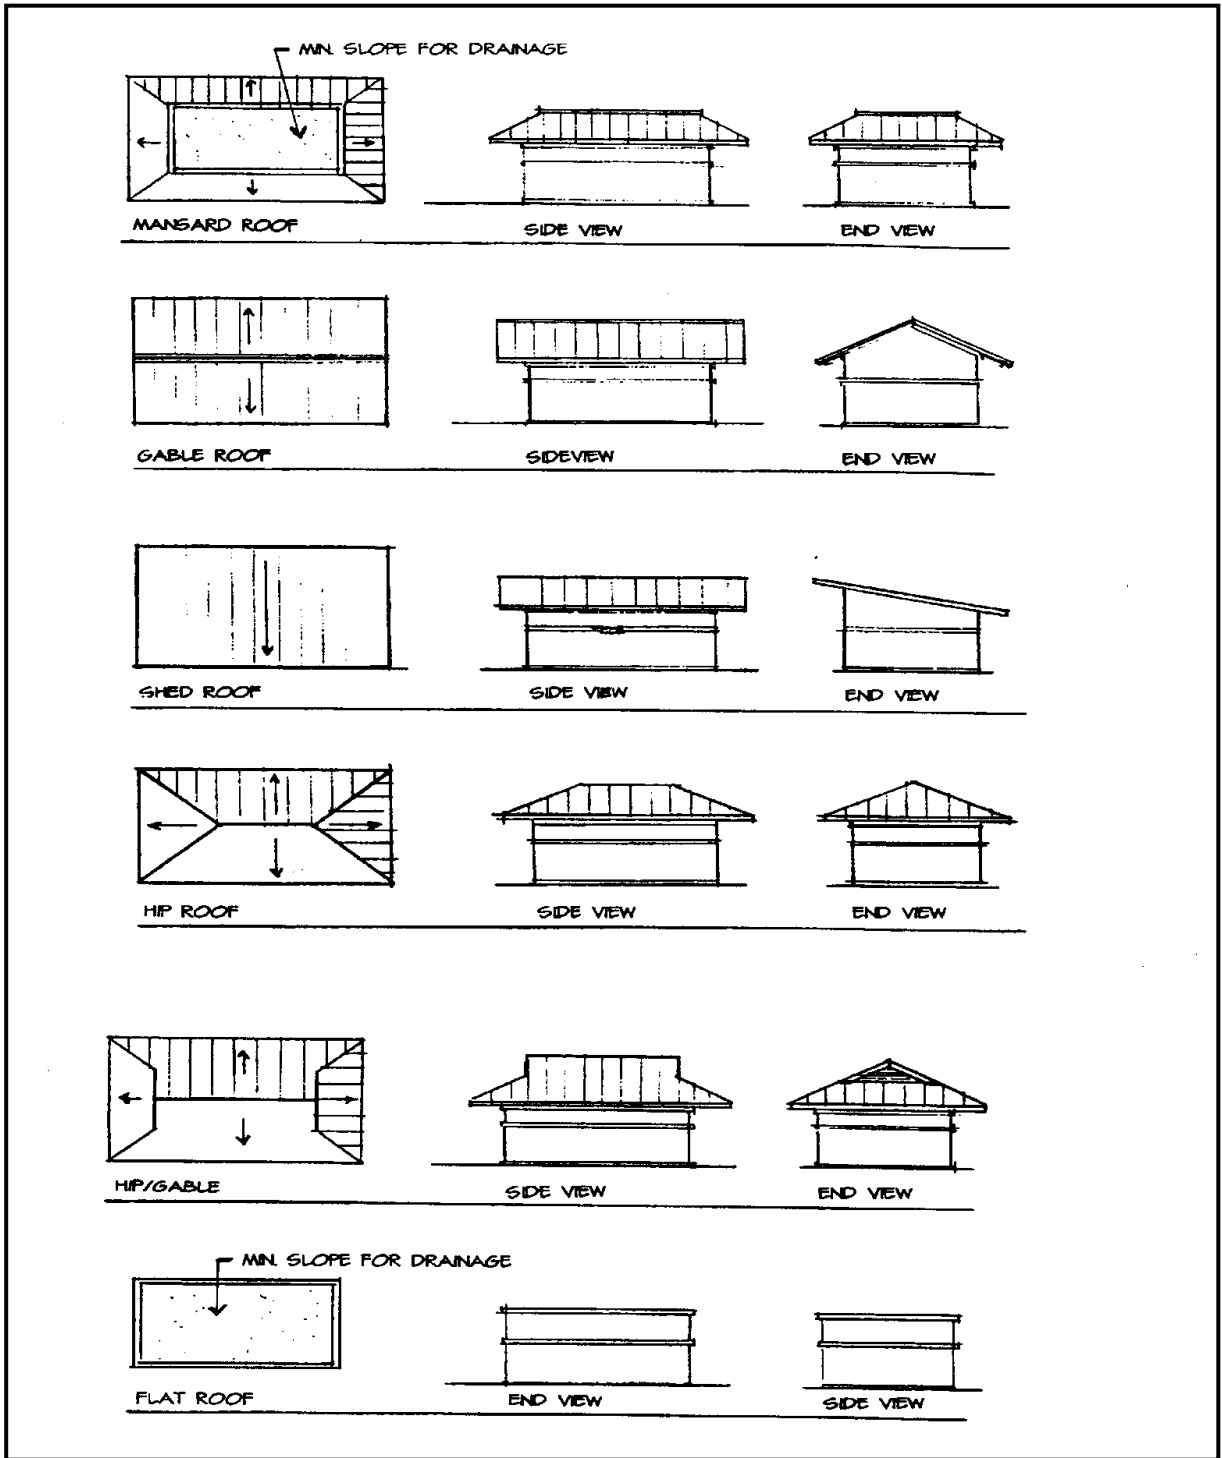 MIN. SLOPE FOR DRAINAGE
MANSARD ROOF
SIDE VIEW
END VIEW
GABLE ROOF
SIDEVIEW
END VIEW
SHED ROOF
SIDE VIEW
END VIEW
HIP ROOF
SIDE VIEW
END VIEW
HIP/GABLE
SIDE VIEW
END VIEW
MIN. SLOPE FOR DRAINAGE
FLAT ROOF
END VIEW
SIDE VIEW